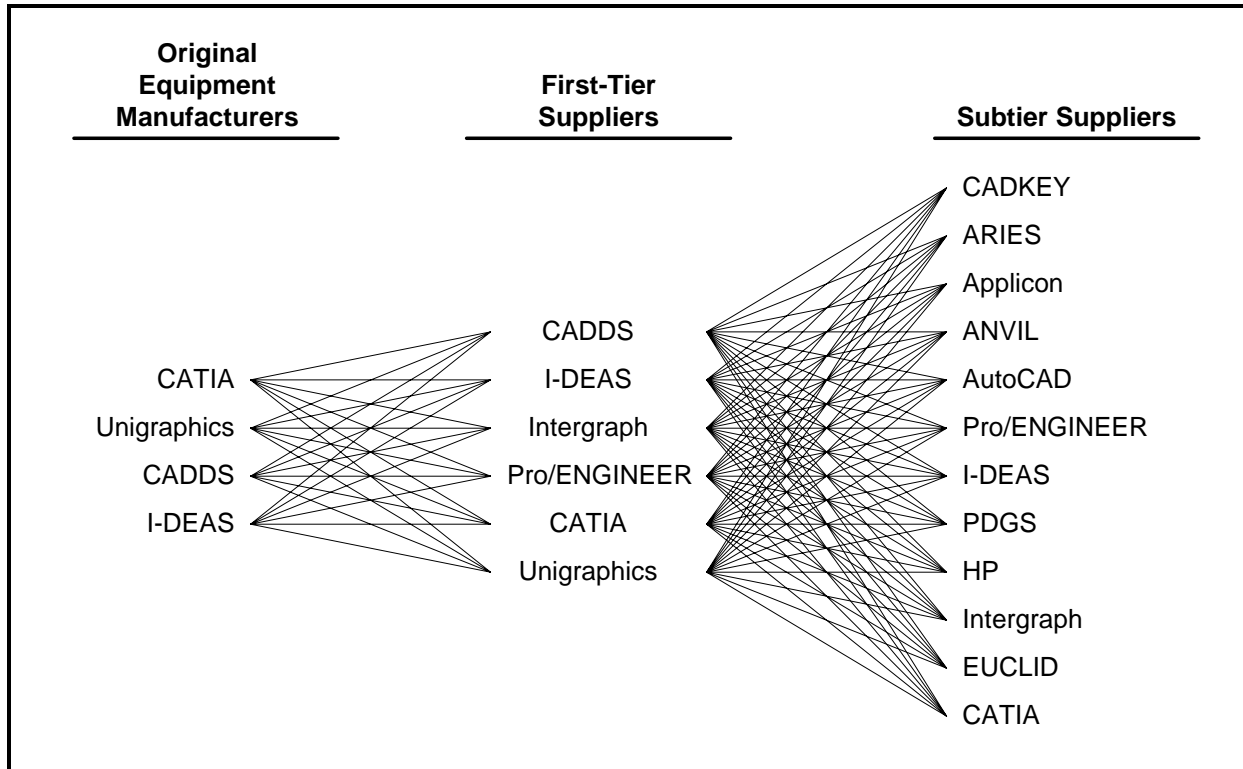 Original
Equipment
Manufacturers
First-Tier
Suppliers
Subtier Suppliers
CATIA
Unigraphics
CADDS
I-DEAS
CADDS
I-DEAS
Intergraph
Pro/ENGINEER
CATIA
Unigraphics
CADKEY
ARIES
Applicon
ANVIL
AutoCAD
Pro/ENGINEER
I-DEAS
PDGS
HP
Intergraph
EUCLID
CATIA